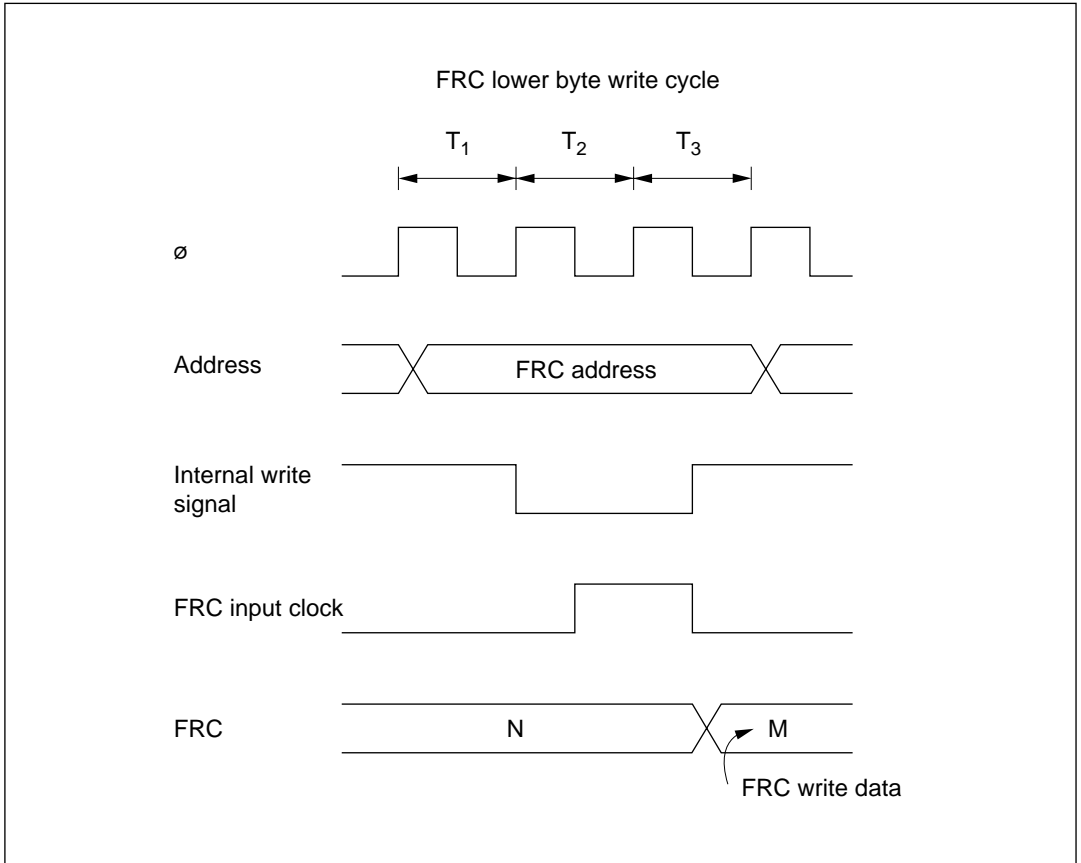 FRC lower byte write cycle
T1 T2 T3
ø
Address
FRC address
Internal write
signal
FRC input clock
FRC
N
M
FRC write data